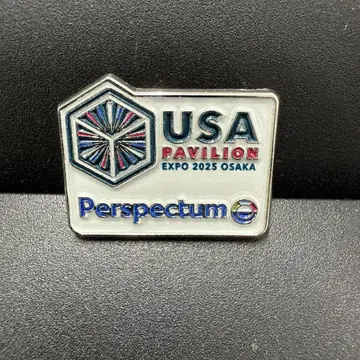 USA
PAVILION
EXPO 2025 OSAKA
Perspectum